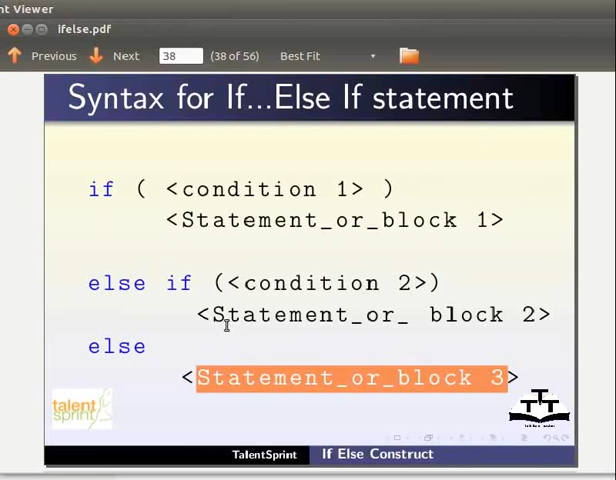 nt Viewer
ifelse.pdf
Previous Next 38 (38 of 56) Best Fit
Syntax for If...Else If statement
if ( <condition 1> )
<Statement_or_block 1>
else if (<condition 2>)
<Statement_or_ block 2>
else
<Statement_or_block 3>
talent
sprint
TTT
TalentSprint If Else Construct